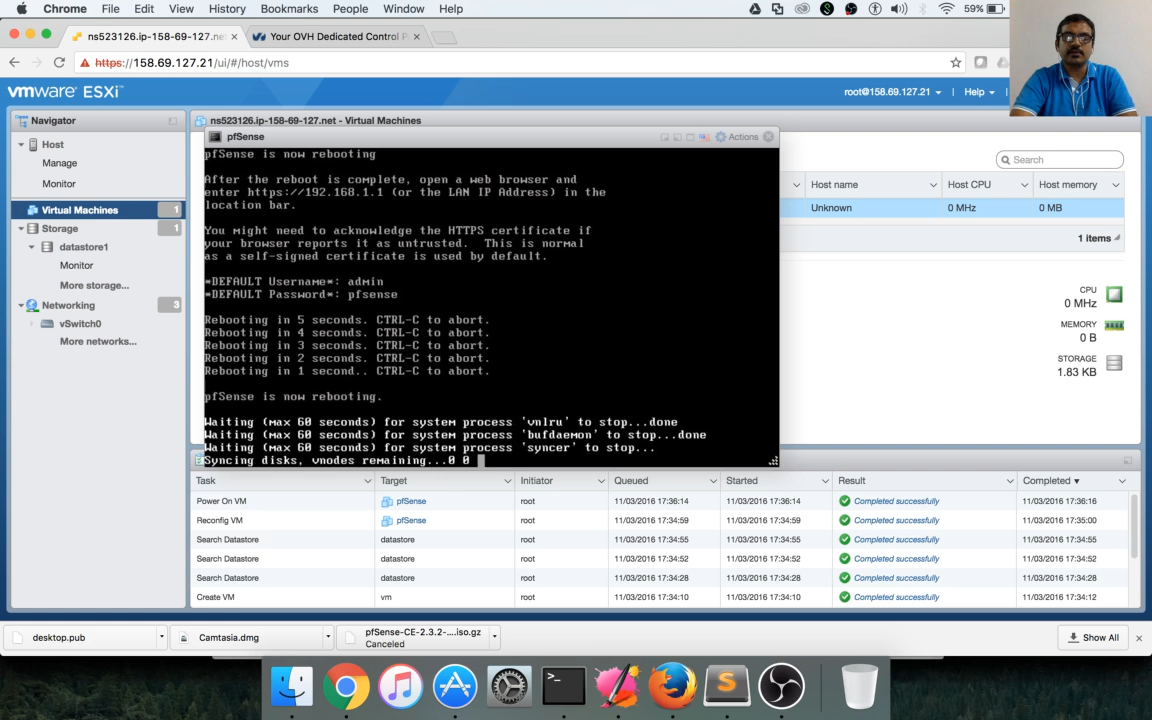 Chrome File Edit View History Bookmarks People Window Help 59%
ns523126.ip-158-69-127.net
Your OVH Dedicated Control P
https://158.69.127.21/ui/#/host/vms
vmware ESXi
root@158.69.127.21
Help
Navigator
ns523126.ip-158-69-127.net - Virtual Machines
Host
Manage
Monitor
Virtual Machines 1
Storage 1
datastore1
Monitor
More storage...
Networking 3
vSwitch0
More networks...
pfSense
Actions
pfSense is now rebooting
After the reboot is complete, open a web browser and
enter https://192.168.1.1 (or the LAN IP Address) in the
location bar.
You might need to acknowledge the HTTPS certificate if
your browser reports it as untrusted. This is normal
as a self-signed certificate is used by default.
*DEFAULT Username*: admin
*DEFAULT Password*: pfsense
Rebooting in 5 seconds. CTRL-C to abort.
Rebooting in 4 seconds. CTRL-C to abort.
Rebooting in 3 seconds. CTRL-C to abort.
Rebooting in 2 seconds. CTRL-C to abort.
Rebooting in 1 second.. CTRL-C to abort.
pfSense is now rebooting.
Waiting (max 60 seconds) for system process 'vnlru' to stop...done
Waiting (max 60 seconds) for system process 'bufdaemon' to stop...done
Waiting (max 60 seconds) for system process 'syncer' to stop...
Syncing disks, vnodes remaining...0 0
Search
Host name Host CPU Host memory
Unknown 0 MHz 0 MB
1 items
CPU
0 MHz
MEMORY
0 B
STORAGE
1.83 KB
Task Target Initiator Queued Started Result Completed ▼
Power On VM pfSense root 11/03/2016 17:36:14 11/03/2016 17:36:14 Completed successfully 11/03/2016 17:36:16
Reconfig VM pfSense root 11/03/2016 17:34:59 11/03/2016 17:34:59 Completed successfully 11/03/2016 17:35:00
Search Datastore datastore root 11/03/2016 17:34:55 11/03/2016 17:34:55 Completed successfully 11/03/2016 17:34:55
Search Datastore datastore root 11/03/2016 17:34:52 11/03/2016 17:34:52 Completed successfully 11/03/2016 17:34:52
Search Datastore datastore root 11/03/2016 17:34:28 11/03/2016 17:34:28 Completed successfully 11/03/2016 17:34:28
Create VM vm root 11/03/2016 17:34:10 11/03/2016 17:34:10 Completed successfully 11/03/2016 17:34:12
desktop.pub
Camtasia.dmg
pfSense-CE-2.3.2-....iso.gz
Canceled
Show All